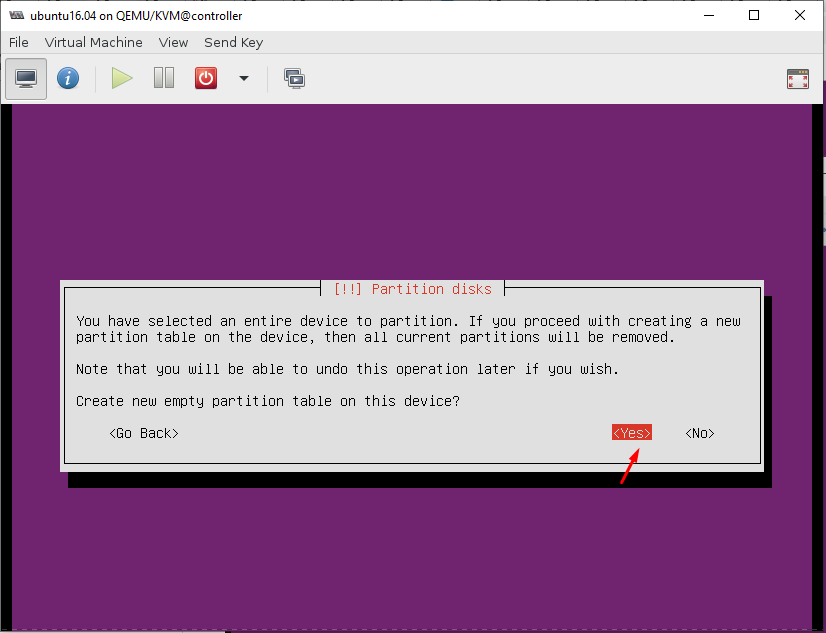 ubuntu16.04 on QEMU/KVM@controller
File Virtual Machine View Send Key
[!!] Partition disks
You have selected an entire device to partition. If you proceed with creating a new
partition table on the device, then all current partitions will be removed.
Note that you will be able to undo this operation later if you wish.
Create new empty partition table on this device?
<Go Back> <Yes> <No>